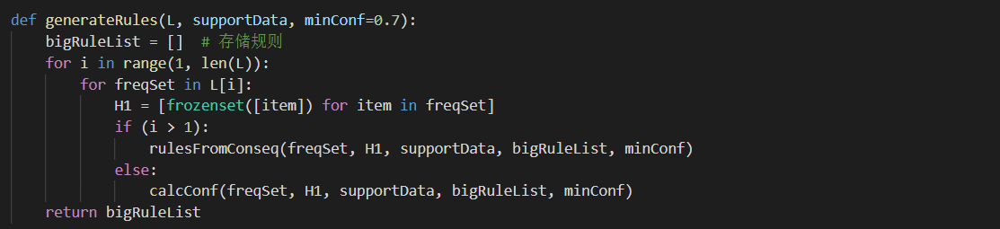 def generateRules(L, supportData, minConf=0.7):
    bigRuleList = []  # 存储规则
    for i in range(1, len(L)):
        for freqSet in L[i]:
            H1 = [frozenset([item]) for item in freqSet]
            if (i > 1):
                rulesFromConseq(freqSet, H1, supportData, bigRuleList, minConf)
            else:
                calcConf(freqSet, H1, supportData, bigRuleList, minConf)
    return bigRuleList